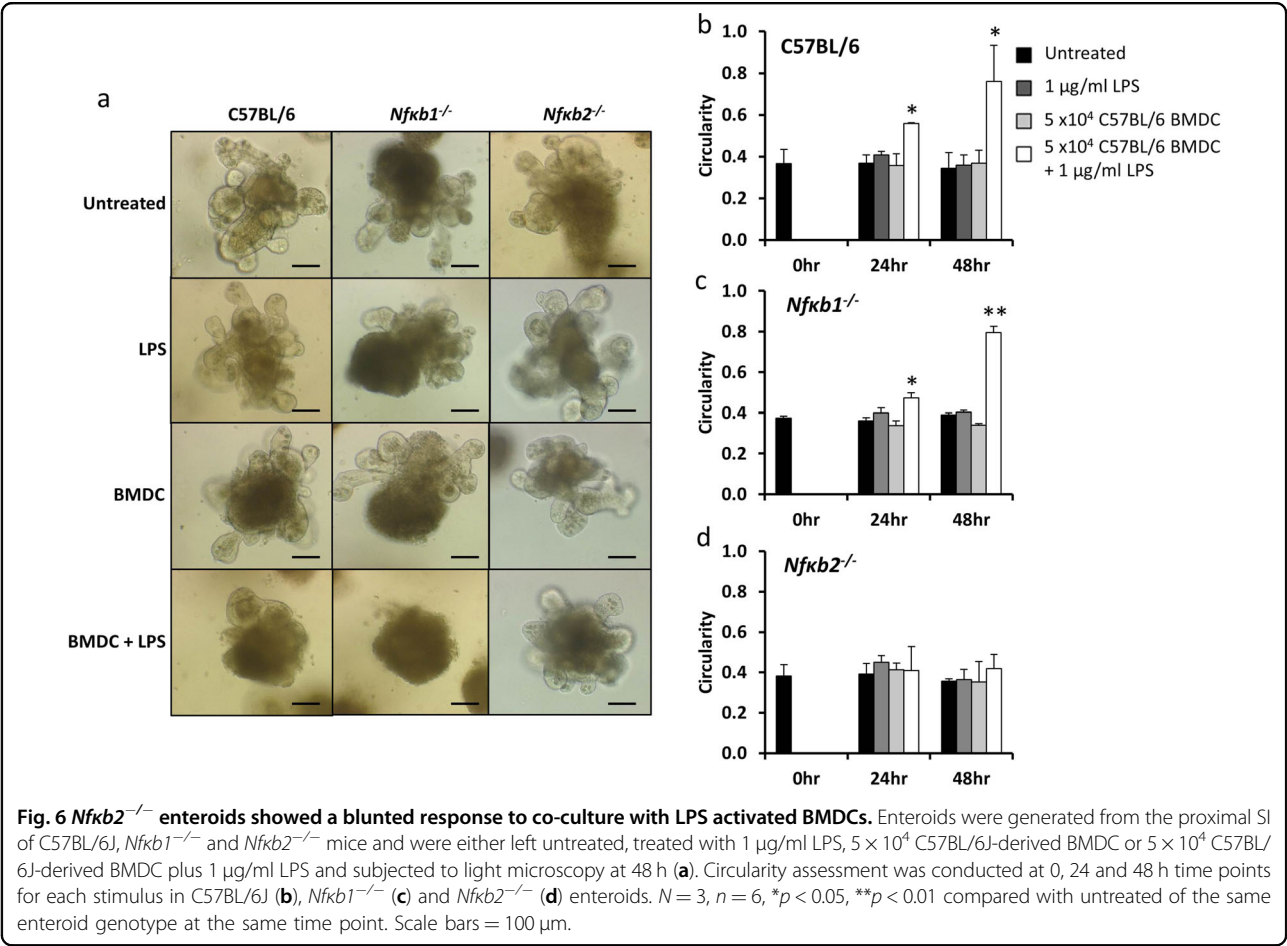 a
C57BL/6
Nfκb1-/-
Nfκb2-/-
Untreated
LPS
BMDC
BMDC + LPS
b
C57BL/6
Circularity
1.0
0.8
0.6
0.4
0.2
0.0
*
*
0hr
24hr
48hr
Untreated
1 µg/ml LPS
5 x10⁴ C57BL/6 BMDC
5 x10⁴ C57BL/6 BMDC
+ 1 µg/ml LPS
c
Nfκb1-/-
Circularity
1.0
0.8
0.6
0.4
0.2
0.0
*
**
0hr
24hr
48hr
d
Nfκb2-/-
Circularity
1.0
0.8
0.6
0.4
0.2
0.0
0hr
24hr
48hr
Fig. 6 Nfκb2−/− enteroids showed a blunted response to co-culture with LPS activated BMDCs. Enteroids were generated from the proximal SI
of C57BL/6J, Nfκb1−/− and Nfκb2−/− mice and were either left untreated, treated with 1 µg/ml LPS, 5 × 10⁴ C57BL/6J-derived BMDC or 5 × 10⁴ C57BL/
6J-derived BMDC plus 1 µg/ml LPS and subjected to light microscopy at 48 h (a). Circularity assessment was conducted at 0, 24 and 48 h time points
for each stimulus in C57BL/6J (b), Nfκb1−/− (c) and Nfκb2−/− (d) enteroids. N = 3, n = 6, *p < 0.05, **p < 0.01 compared with untreated of the same
enteroid genotype at the same time point. Scale bars = 100 µm.